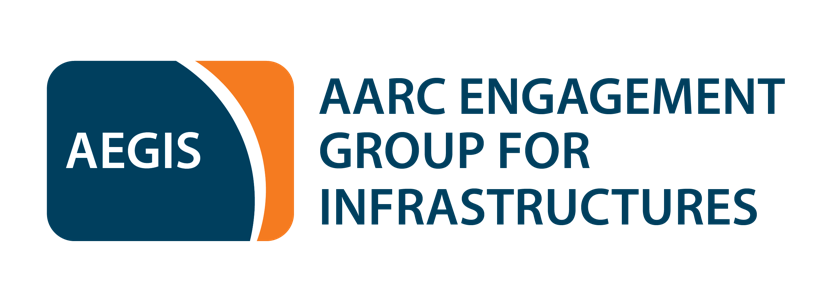 AEGIS
AARC ENGAGEMENT
GROUP FOR
INFRASTRUCTURES